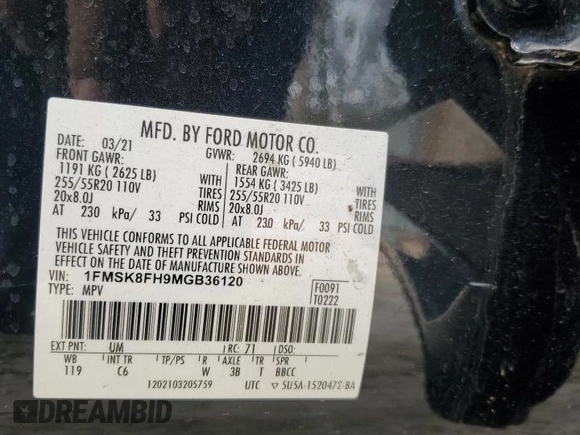 MFD. BY FORD MOTOR CO.
DATE: 03/21 GVWR: 2694 KG ( 5940 LB)
FRONT GAWR: REAR GAWR:
1191 KG ( 2625 LB) WITH 1554 KG ( 3425 LB) WITH
255/55R20 110V TIRES 255/55R20 110V TIRES
20x8.0J RIMS 20x8.0J RIMS
AT 230 kPa/ 33 PSI COLD AT 230 kPa/ 33 PSI COLD
THIS VEHICLE CONFORMS TO ALL APPLICABLE FEDERAL MOTOR
VEHICLE SAFETY AND THEFT PREVENTION STANDARDS IN EFFECT
ON THE DATE OF MANUFACTURE SHOWN ABOVE.
VIN: 1FMSK8FH9MGB36120 F0091
TYPE: MPV T0222
EXT PNT: UM RC: 71 DSO:
WB INT TR TP/PS R AXLE TR SPR
119 C6 W 3B T BBCC
1202103205759 UTC ▽ 5U5A-1520472-BA
DREAMBID